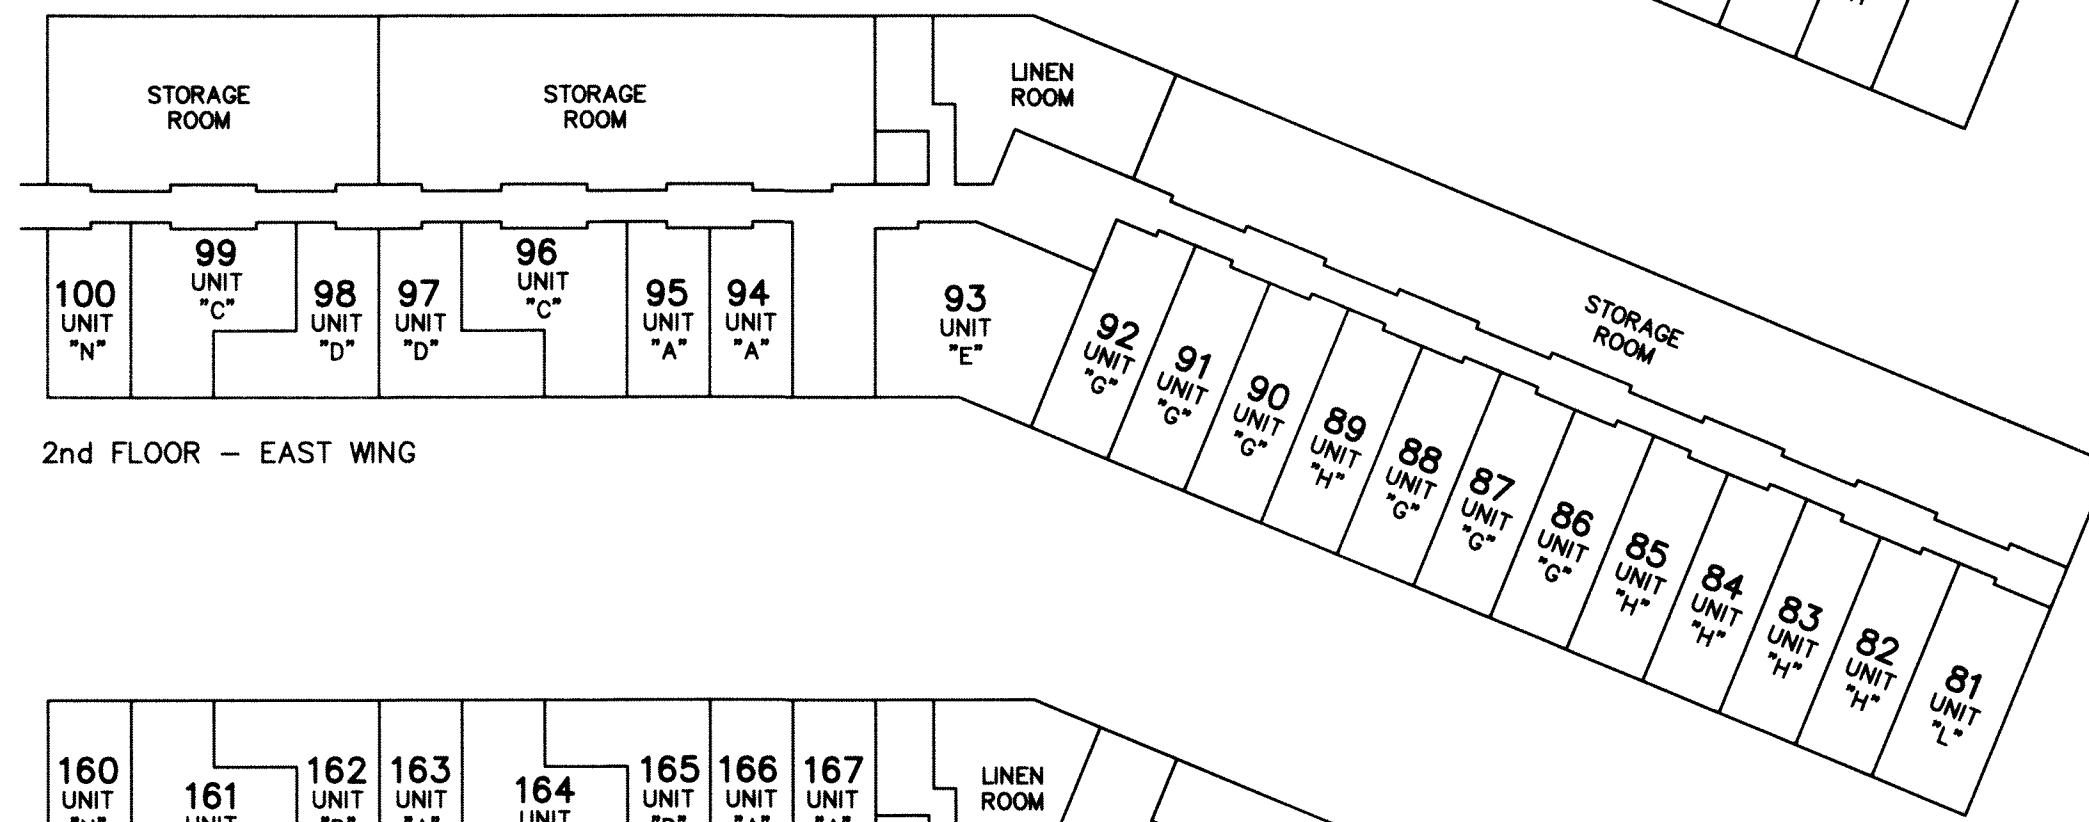 STORAGE
ROOM
STORAGE
ROOM
LINEN
ROOM
STORAGE
ROOM
100
UNIT
"N"
99
UNIT
"C"
98
UNIT
"D"
97
UNIT
"D"
96
UNIT
"C"
95
UNIT
"A"
94
UNIT
"A"
93
UNIT
"E"
92
UNIT
"G"
91
UNIT
"G"
90
UNIT
"G"
89
UNIT
"H"
88
UNIT
"G"
87
UNIT
"G"
86
UNIT
"G"
85
UNIT
"H"
84
UNIT
"H"
83
UNIT
"H"
82
UNIT
"H"
81
UNIT
"L"
2nd FLOOR – EAST WING
160
UNIT
161
UNIT
162
UNIT
163
UNIT
164
UNIT
165
UNIT
166
UNIT
167
UNIT
LINEN
ROOM